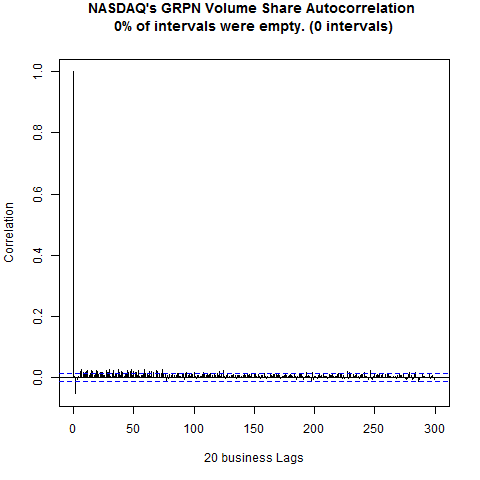 NASDAQ's GRPN Volume Share Autocorrelation
0% of intervals were empty. (0 intervals)
Correlation
1.0
0.8
0.6
0.4
0.2
0.0
0 50 100 150 200 250 300
20 business Lags